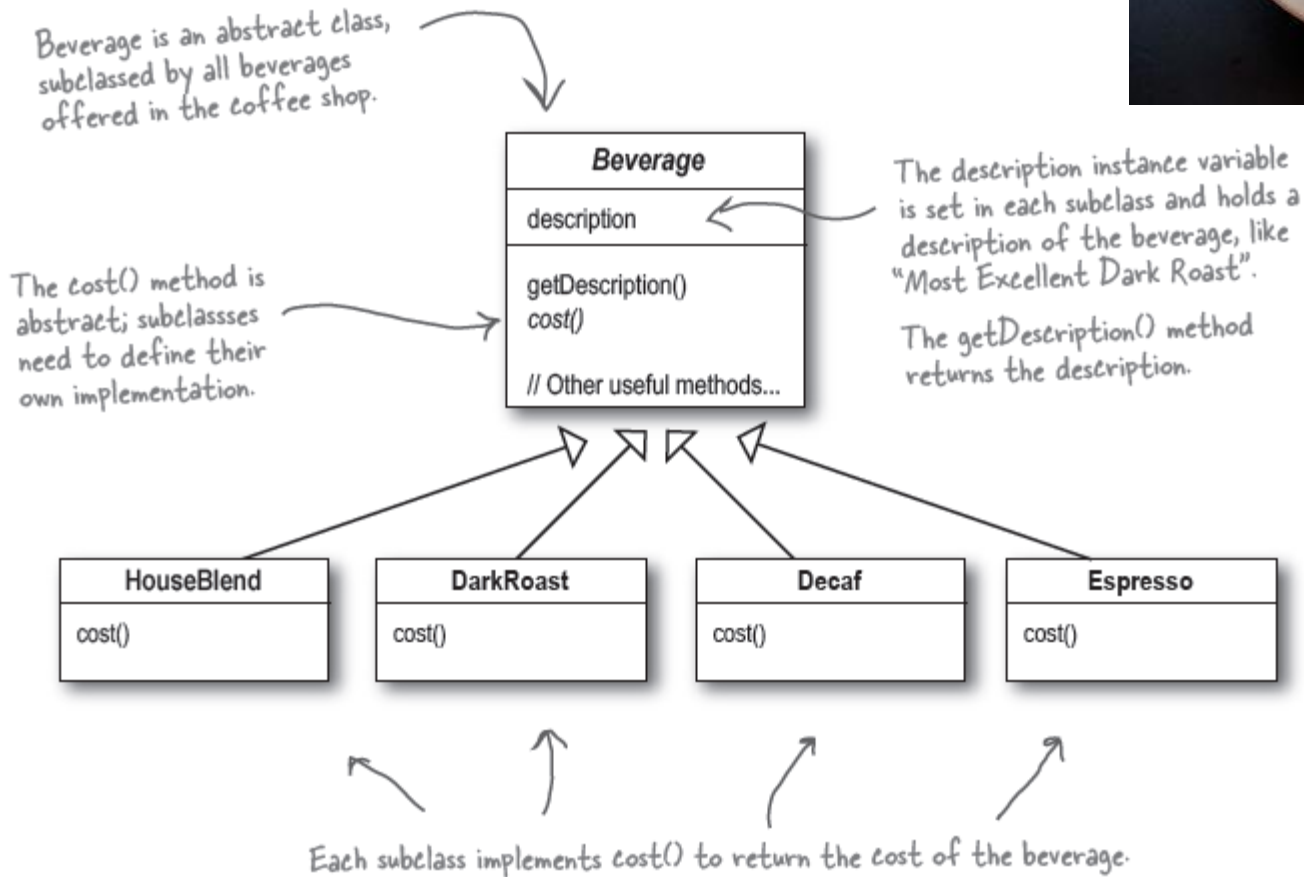 Beverage is an abstract class,
subclassed by all beverages
offered in the coffee shop.
Beverage
description
getDescription()
cost()
// Other useful methods...
The description instance variable
is set in each subclass and holds a
description of the beverage, like
“Most Excellent Dark Roast”.
The getDescription() method
returns the description.
The cost() method is
abstract; subclassses
need to define their
own implementation.
HouseBlend
cost()
DarkRoast
cost()
Decaf
cost()
Espresso
cost()
Each subclass implements cost() to return the cost of the beverage.